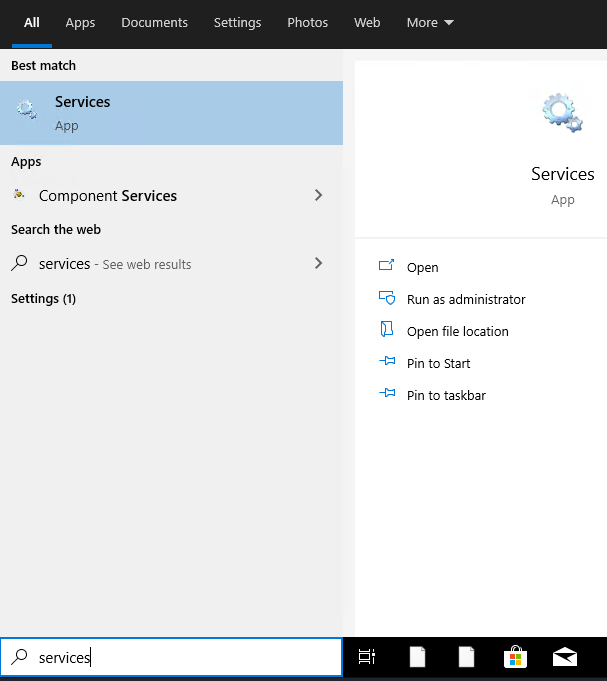 All Apps Documents Settings Photos Web More
Best match
Services
App
Apps
Component Services
Search the web
services - See web results
Settings (1)
Services
App
Open
Run as administrator
Open file location
Pin to Start
Pin to taskbar
services